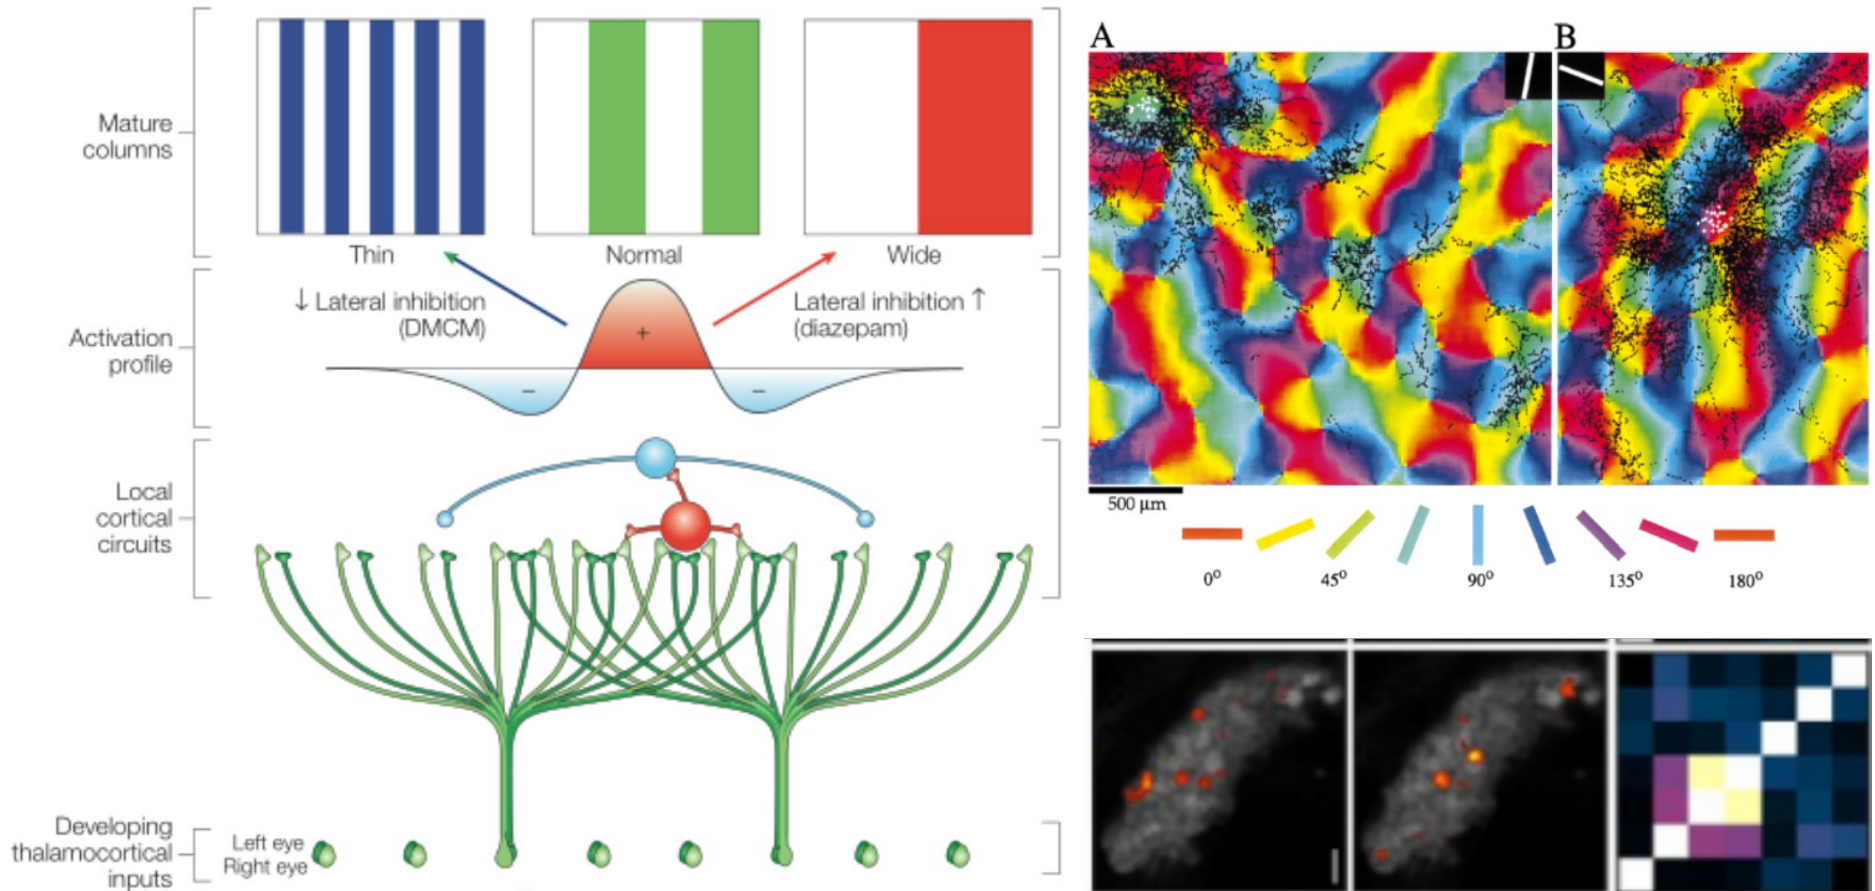 Mature
columns
Thin
Normal
Wide
↓ Lateral inhibition
(DMCM)
Lateral inhibition ↑
(diazepam)
Activation
profile
+
−
−
Local
cortical
circuits
Developing
thalamocortical
inputs
Left eye
Right eye
A
B
500 µm
0°
45°
90°
135°
180°